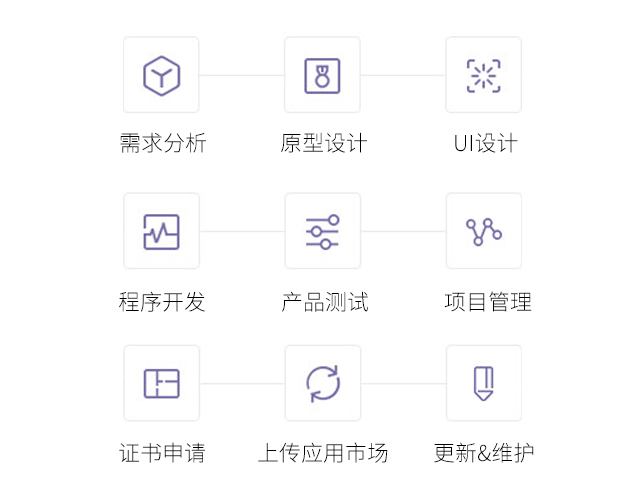 需求分析
原型设计
UI设计
程序开发
产品测试
项目管理
证书申请
上传应用市场
更新&维护